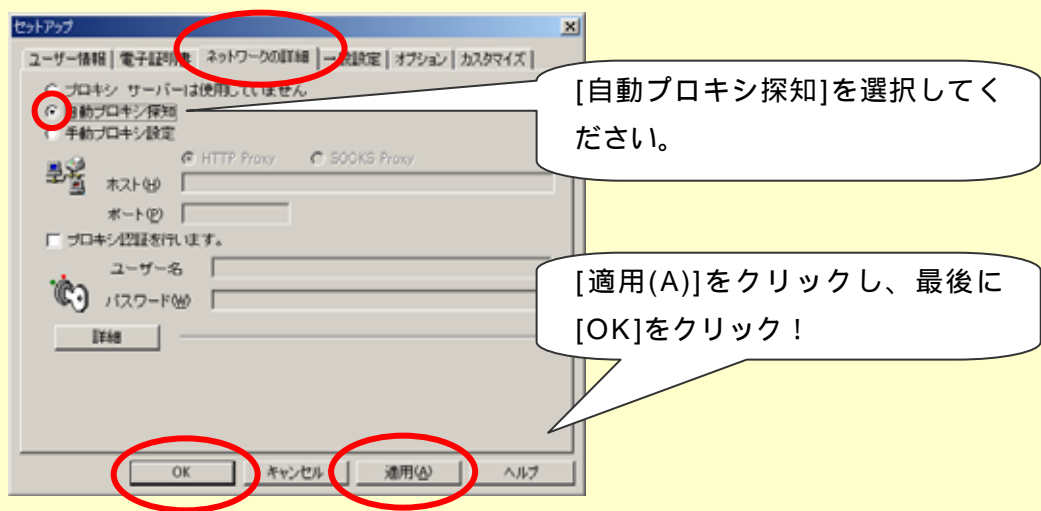 セットアップ
ユーザー情報 電子証明書 ネットワークの詳細 一般設定 オプション カスタマイズ
プロキシ サーバーは使用していません
自動プロキシ探知
手動プロキシ設定
[自動プロキシ探知]を選択してく
ださい。
HTTP Proxy SOCKS Proxy
ホスト(H)
ポート(P)
プロキシ認証を行います。
ユーザー名
パスワード(W)
詳細
[適用(A)]をクリックし、最後に
[OK]をクリック！
OK キャンセル 適用(A) ヘルプ